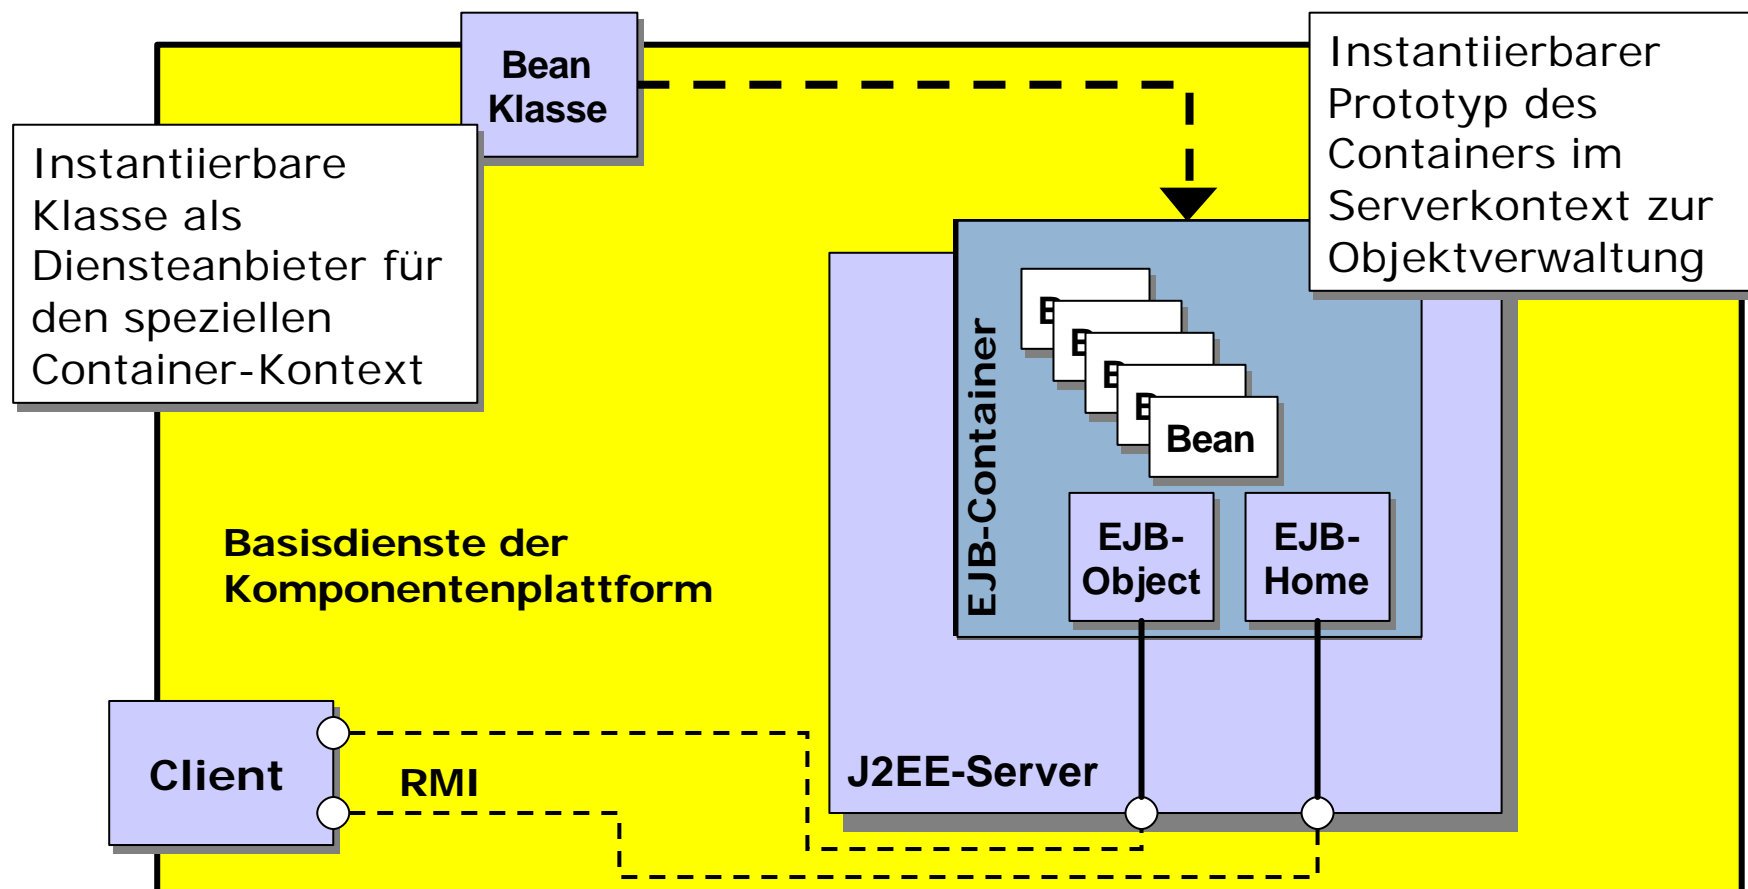 Bean
Klasse
Instantiierbarer
Prototyp des
Containers im
Serverkontext zur
Objektverwaltung
Instantiierbare
Klasse als
Diensteanbieter für
den speziellen
Container-Kontext
EJB-Container
B
B
B
B
Bean
EJB-
Object
EJB-
Home
Basisdienste der
Komponentenplattform
Client
RMI
J2EE-Server